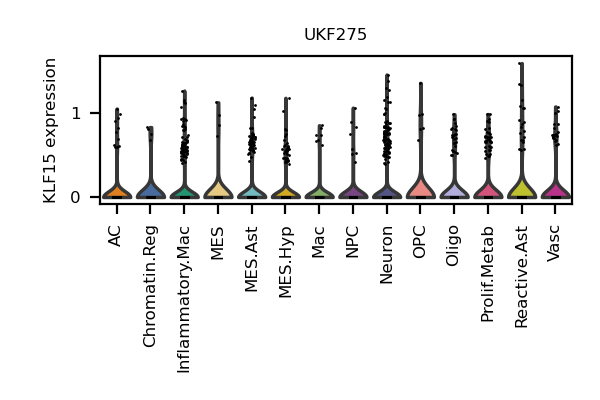 UKF275
KLF15 expression
1
0
AC
Chromatin.Reg
Inflammatory.Mac
MES
MES.Ast
MES.Hyp
Mac
NPC
Neuron
OPC
Oligo
Prolif.Metab
Reactive.Ast
Vasc